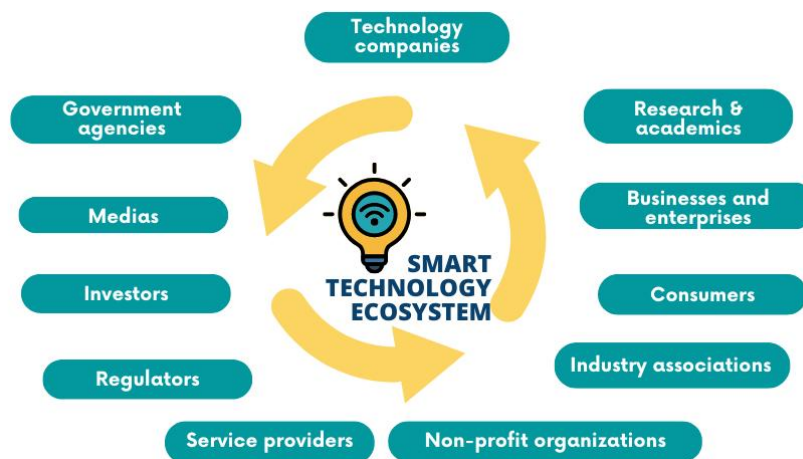 Technology
companies
Government
agencies
Research &
academics
Medias
Businesses and
enterprises
SMART
TECHNOLOGY
ECOSYSTEM
Investors
Consumers
Regulators
Industry associations
Service providers
Non-profit organizations